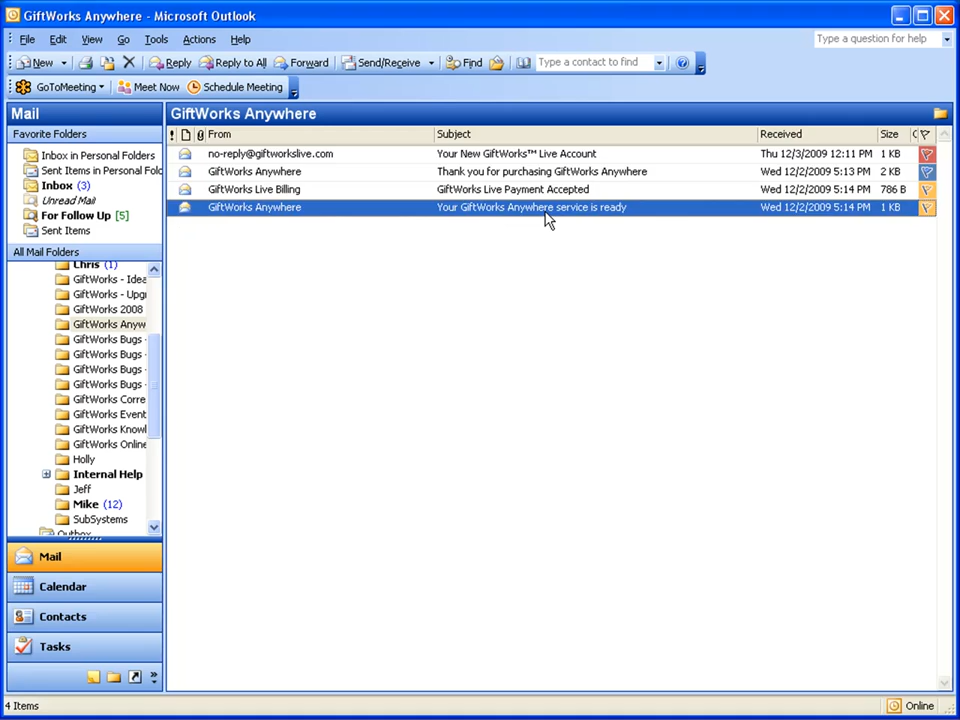 GiftWorks Anywhere - Microsoft Outlook
File Edit View Go Tools Actions Help Type a question for help
New Reply Reply to All Forward Send/Receive Find Type a contact to find
GoToMeeting Meet Now Schedule Meeting
Mail GiftWorks Anywhere
Favorite Folders
From Subject Received Size
Inbox in Personal Folders
Sent Items in Personal Fold
Inbox (3)
Unread Mail
For Follow Up [5]
Sent Items
no-reply@giftworkslive.com Your New GiftWorks™ Live Account Thu 12/3/2009 12:11 PM 1 KB
GiftWorks Anywhere Thank you for purchasing GiftWorks Anywhere Wed 12/2/2009 5:13 PM 2 KB
GiftWorks Live Billing GiftWorks Live Payment Accepted Wed 12/2/2009 5:14 PM 786 B
GiftWorks Anywhere Your GiftWorks Anywhere service is ready Wed 12/2/2009 5:14 PM 1 KB
All Mail Folders
Chris (1)
GiftWorks - Idea
GiftWorks - Upgr
GiftWorks 2008
GiftWorks Anyw
GiftWorks Bugs -
GiftWorks Bugs -
GiftWorks Bugs -
GiftWorks Bugs -
GiftWorks Corre
GiftWorks Event
GiftWorks Knowl
GiftWorks Online
Holly
Internal Help
Jeff
Mike (12)
SubSystems
Outbox
Mail
Calendar
Contacts
Tasks
4 Items Online